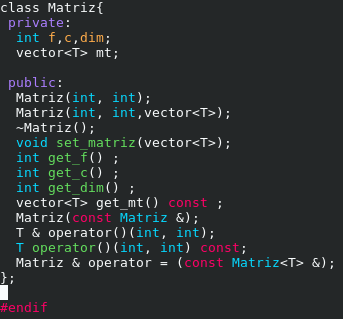 class Matriz{
private:
int f,c,dim;
vector<T> mt;
public:
Matriz(int, int);
Matriz(int, int,vector<T>);
~Matriz();
void set_matriz(vector<T>);
int get_f() ;
int get_c() ;
int get_dim() ;
vector<T> get_mt() const ;
Matriz(const Matriz &);
T & operator()(int, int);
T operator()(int, int) const;
Matriz & operator = (const Matriz<T> &);
};
#endif